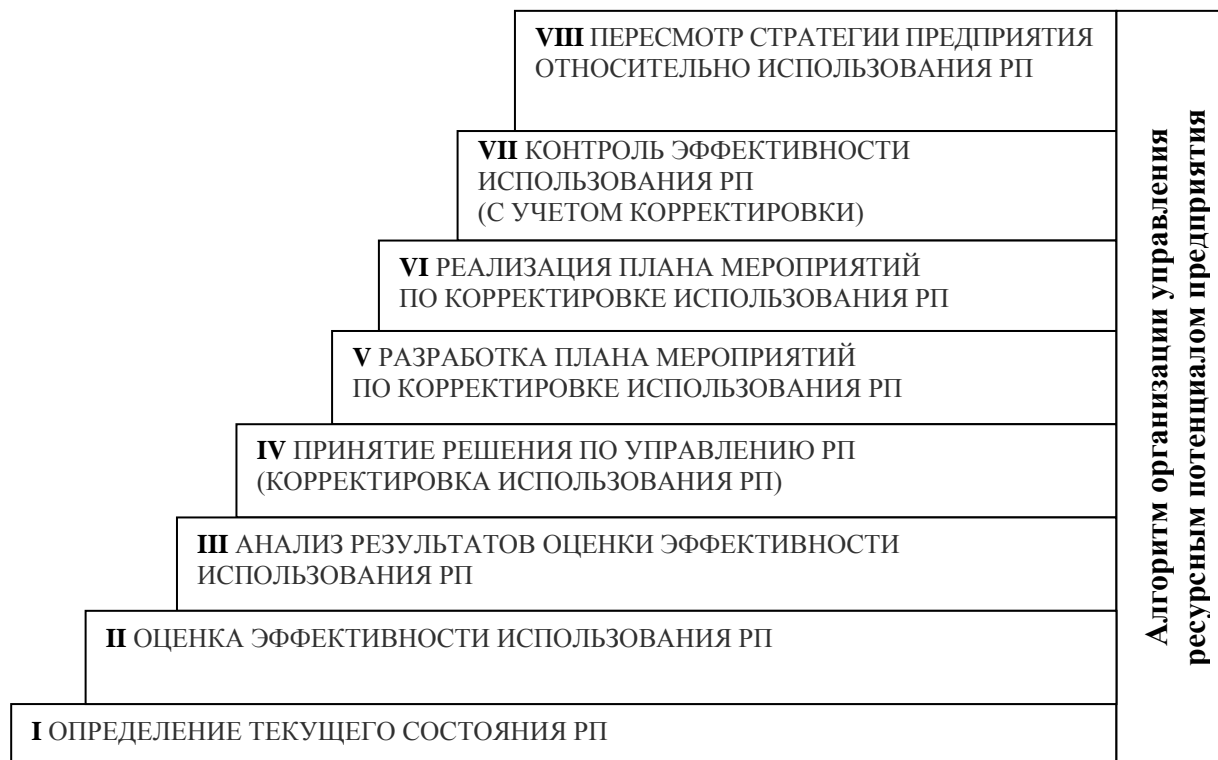 VIII ПЕРЕСМОТР СТРАТЕГИИ ПРЕДПРИЯТИЯ
ОТНОСИТЕЛЬНО ИСПОЛЬЗОВАНИЯ РП
VII КОНТРОЛЬ ЭФФЕКТИВНОСТИ
ИСПОЛЬЗОВАНИЯ РП
(С УЧЕТОМ КОРРЕКТИРОВКИ)
VI РЕАЛИЗАЦИЯ ПЛАНА МЕРОПРИЯТИЙ
ПО КОРРЕКТИРОВКЕ ИСПОЛЬЗОВАНИЯ РП
V РАЗРАБОТКА ПЛАНА МЕРОПРИЯТИЙ
ПО КОРРЕКТИРОВКЕ ИСПОЛЬЗОВАНИЯ РП
IV ПРИНЯТИЕ РЕШЕНИЯ ПО УПРАВЛЕНИЮ РП
(КОРРЕКТИРОВКА ИСПОЛЬЗОВАНИЯ РП)
III АНАЛИЗ РЕЗУЛЬТАТОВ ОЦЕНКИ ЭФФЕКТИВНОСТИ
ИСПОЛЬЗОВАНИЯ РП
II ОЦЕНКА ЭФФЕКТИВНОСТИ ИСПОЛЬЗОВАНИЯ РП
I ОПРЕДЕЛЕНИЕ ТЕКУЩЕГО СОСТОЯНИЯ РП
Алгоритм организации управления
ресурсным потенциалом предприятия